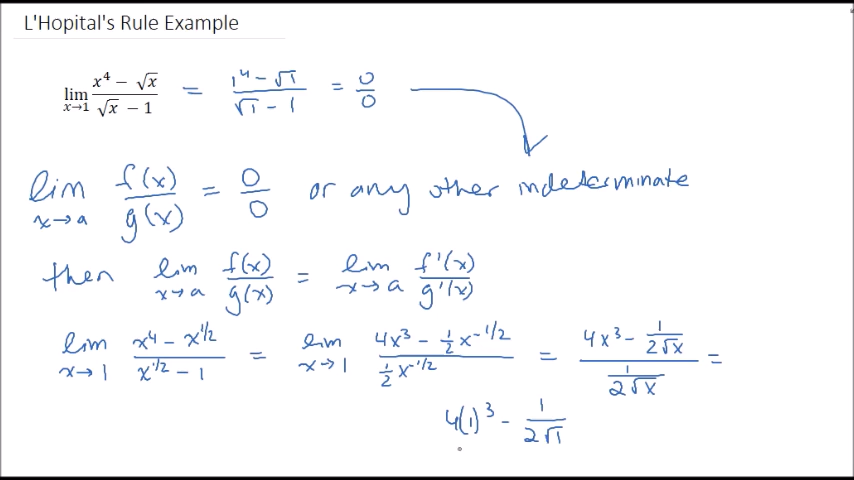 L'Hopital's Rule Example
lim x→1 (x⁴ − √x)/(√x − 1) = (1⁴ − √1)/(√1 − 1) = 0/0
lim x→a f(x)/g(x) = 0/0 or any other indeterminate
then lim x→a f(x)/g(x) = lim x→a f'(x)/g'(x)
lim x→1 (x⁴ − x^1/2)/(x^1/2 − 1) = lim x→1 (4x³ − 1/2 x^−1/2)/(1/2 x^−1/2) = (4x³ − 1/(2√x))/(1/(2√x)) =
4(1)³ − 1/(2√1)